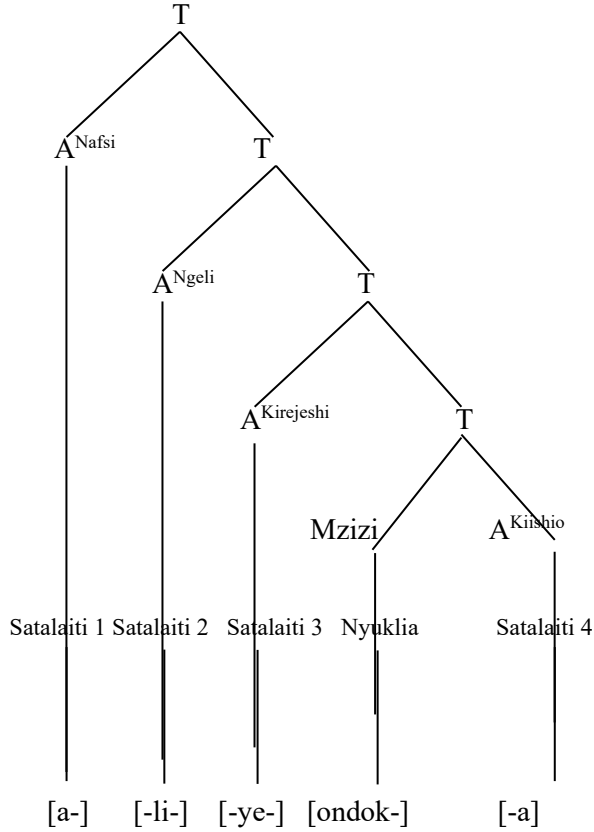 T
A^Nafsi T
A^Ngeli T
A^Kirejeshi T
Mzizi A^Kiishio
Satalaiti 1 Satalaiti 2 Satalaiti 3 Nyuklia Satalaiti 4
[a-] [-li-] [-ye-] [ondok-] [-a]